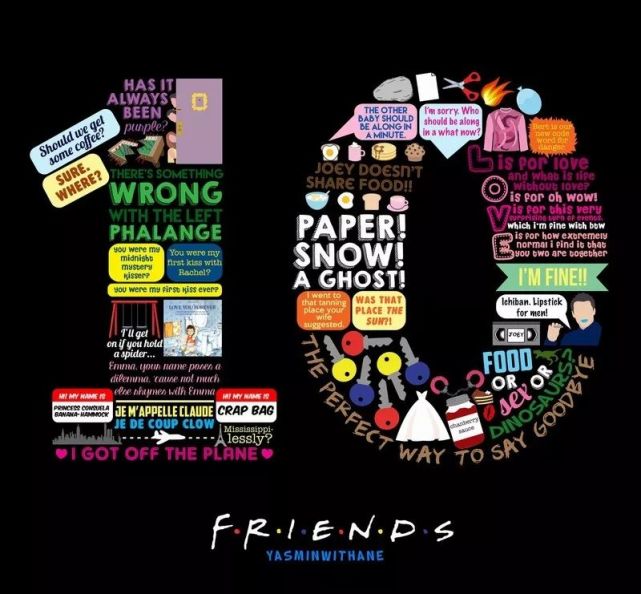 HAS IT
ALWAYS
BEEN
purple?
Should we get
some coffee?
SURE.
WHERE?
THERE'S SOMETHING
WRONG
WITH THE LEFT
PHALANGE
you were my
midnight
mystery
kisser?
You were my
first kiss with
Rachel?
you were my first kiss ever?
I'll get
on if you hold
a spider...
LOVE YOU FOREVER
Emma, your name poses a
dilemma, 'cause not much
else rhymes with Emma
HI! MY NAME IS
PRINCESS CONSUELA
BANANA-HAMMOCK
JE M'APPELLE CLAUDE
JE DE COUP CLOW
HI! MY NAME IS
CRAP BAG
Mississippi-
lessly?
I GOT OFF THE PLANE
THE OTHER
BABY SHOULD
BE ALONG IN
A MINUTE.
I'm sorry. Who
should be along
in a what now?
Bert is our
new code
word for
danger.
JOEY DOESN'T
SHARE FOOD!!
PAPER!
SNOW!
A GHOST!
I went to
that tanning
place your
wife
suggested.
WAS THAT
PLACE THE
SUN?!
L is for love
and what is life
without love?
O is for oh wow!
V is for this very
surprising turn of events,
which i'm fine with btw
E is for how extremely
normal i find it that
you two are together
I'M FINE!!
Ichiban. Lipstick
for men!
JOEY
FOOD
OR
sex OR
DINOSAURS?
chanberry
sauce
THE PERFECT WAY TO SAY GOODBYE
F·R·I·E·N·D·S
YASMINWITHANE